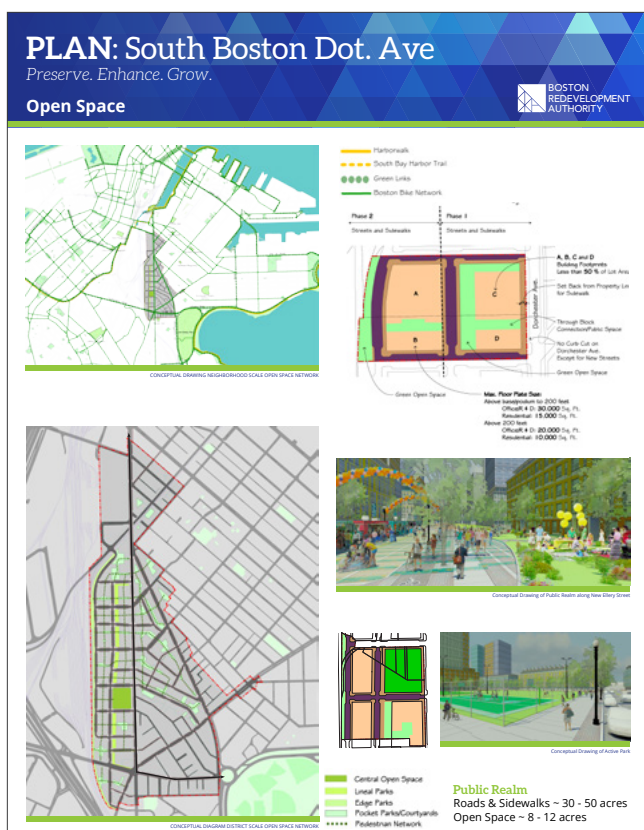 PLAN: South Boston Dot. Ave
Preserve. Enhance. Grow.
Open Space
BOSTON
REDEVELOPMENT
AUTHORITY
Harborwalk
South Bay Harbor Trail
Green Links
Boston Bike Network
CONCEPTUAL DRAWING NEIGHBORHOOD SCALE OPEN SPACE NETWORK
Phase 2
Phase 1
Streets and Sidewalks
Streets and Sidewalks
A, B, C and D
Building Footprints
Less than 50 % of Lot Area
Set Back from Property Lin
for Sidewalk
Dorchester Ave.
Through Block
Connection/Public Space
No Curb Cut on
Dorchester Ave.
Except for New Streets
Green Open Space
A
B
C
D
Green Open Space
Max. Floor Plate Size:
Above base/podium to 200 feet
Office/R & D: 30,000 Sq. Ft.
Residential: 15,000 Sq. Ft.
Above 200 feet
Office/R & D: 20,000 Sq. Ft.
Residential: 10,000 Sq. Ft.
Conceptual Drawing of Public Realm along New Ellery Street
Conceptual Drawing of Active Park
Central Open Space
Lineal Parks
Edge Parks
Pocket Parks/Courtyards
Pedestrian Network
CONCEPTUAL DIAGRAM DISTRICT SCALE OPEN SPACE NETWORK
Public Realm
Roads & Sidewalks ~ 30 - 50 acres
Open Space ~ 8 - 12 acres